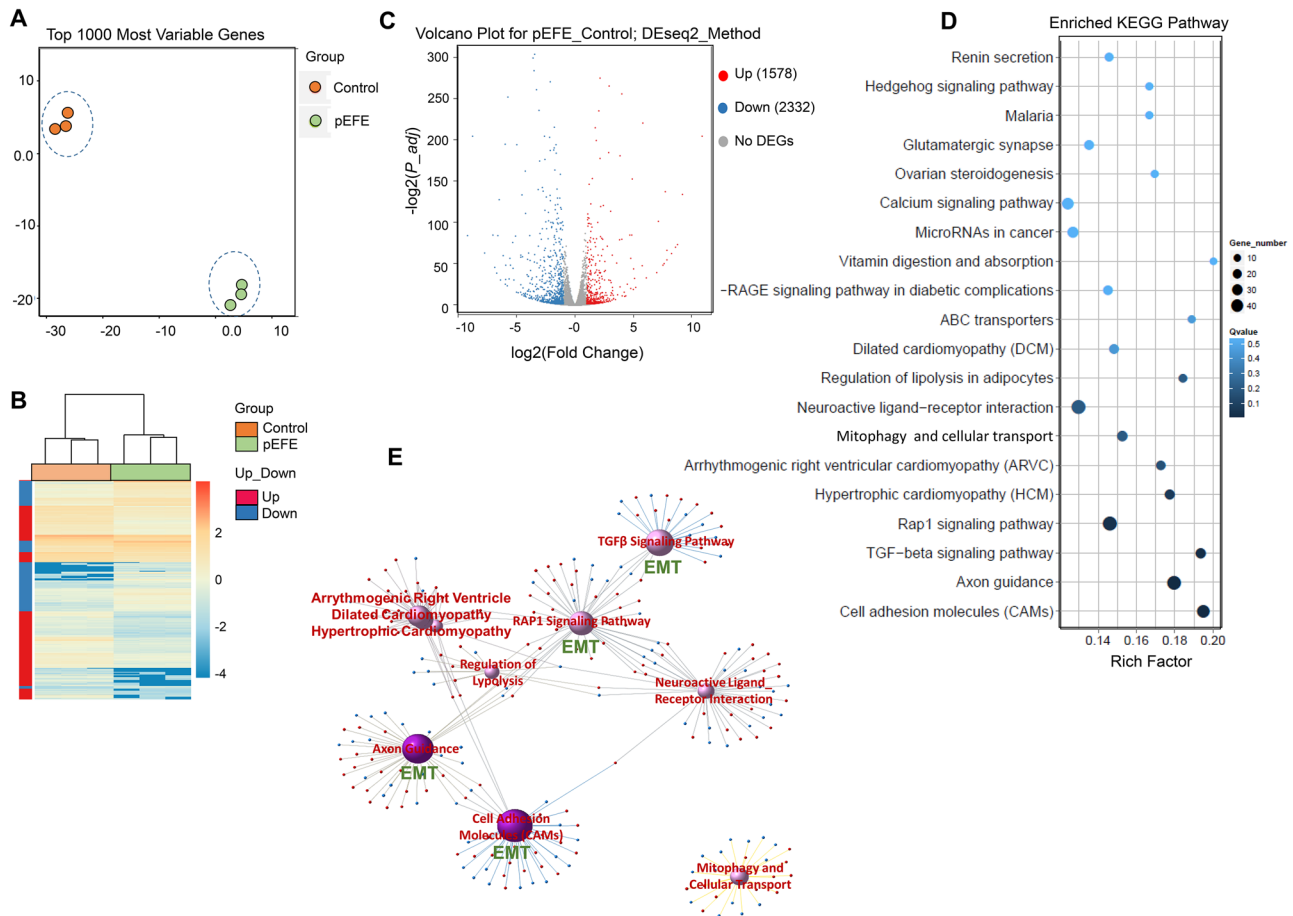 A
Top 1000 Most Variable Genes
10
0.0
-10
-20
-30
-20
-10
0.0
10
Group
Control
pEFE
B
Group
Control
pEFE
Up_Down
Up
Down
2
0
-2
-4
C
Volcano Plot for pEFE_Control; DEseq2_Method
-log2(P_adj)
300
250
200
150
100
50
0
-10
-5
-0
5
10
log2(Fold Change)
Up (1578)
Down (2332)
No DEGs
D
Enriched KEGG Pathway
Renin secretion
Hedgehog signaling pathway
Malaria
Glutamatergic synapse
Ovarian steroidogenesis
Calcium signaling pathway
MicroRNAs in cancer
Vitamin digestion and absorption
−RAGE signaling pathway in diabetic complications
ABC transporters
Dilated cardiomyopathy (DCM)
Regulation of lipolysis in adipocytes
Neuroactive ligand−receptor interaction
Mitophagy and cellular transport
Arrhythmogenic right ventricular cardiomyopathy (ARVC)
Hypertrophic cardiomyopathy (HCM)
Rap1 signaling pathway
TGF−beta signaling pathway
Axon guidance
Cell adhesion molecules (CAMs)
0.14
0.16
0.18
0.20
Rich Factor
Gene_number
10
20
30
40
Qvalue
0.5
0.4
0.3
0.2
0.1
E
TGFβ Signaling Pathway
EMT
Arrythmogenic Right Ventricle
Dilated Cardiomyopathy
Hypertrophic Cardiomyopathy
RAP1 Signaling Pathway
EMT
Regulation of
Lypolysis
Neuroactive Ligand_
Receptor Interaction
Axon Guidance
EMT
Cell Adhesion
Molecules (CAMs)
EMT
Mitophagy and
Cellular Transport